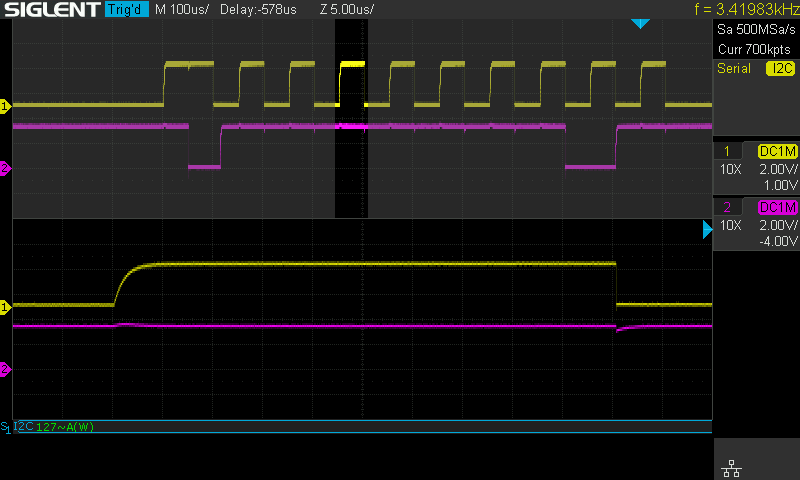 SIGLENT Trig'd M 100us/ Delay:-578us Z 5.00us/ f = 3.41983kHz
Sa 500MSa/s
Curr 700kpts
Serial I2C
1 DC1M
10X 2.00V/
1.00V
2 DC1M
10X 2.00V/
-4.00V
1
2
1
2
S1 I2C 127~A(W)